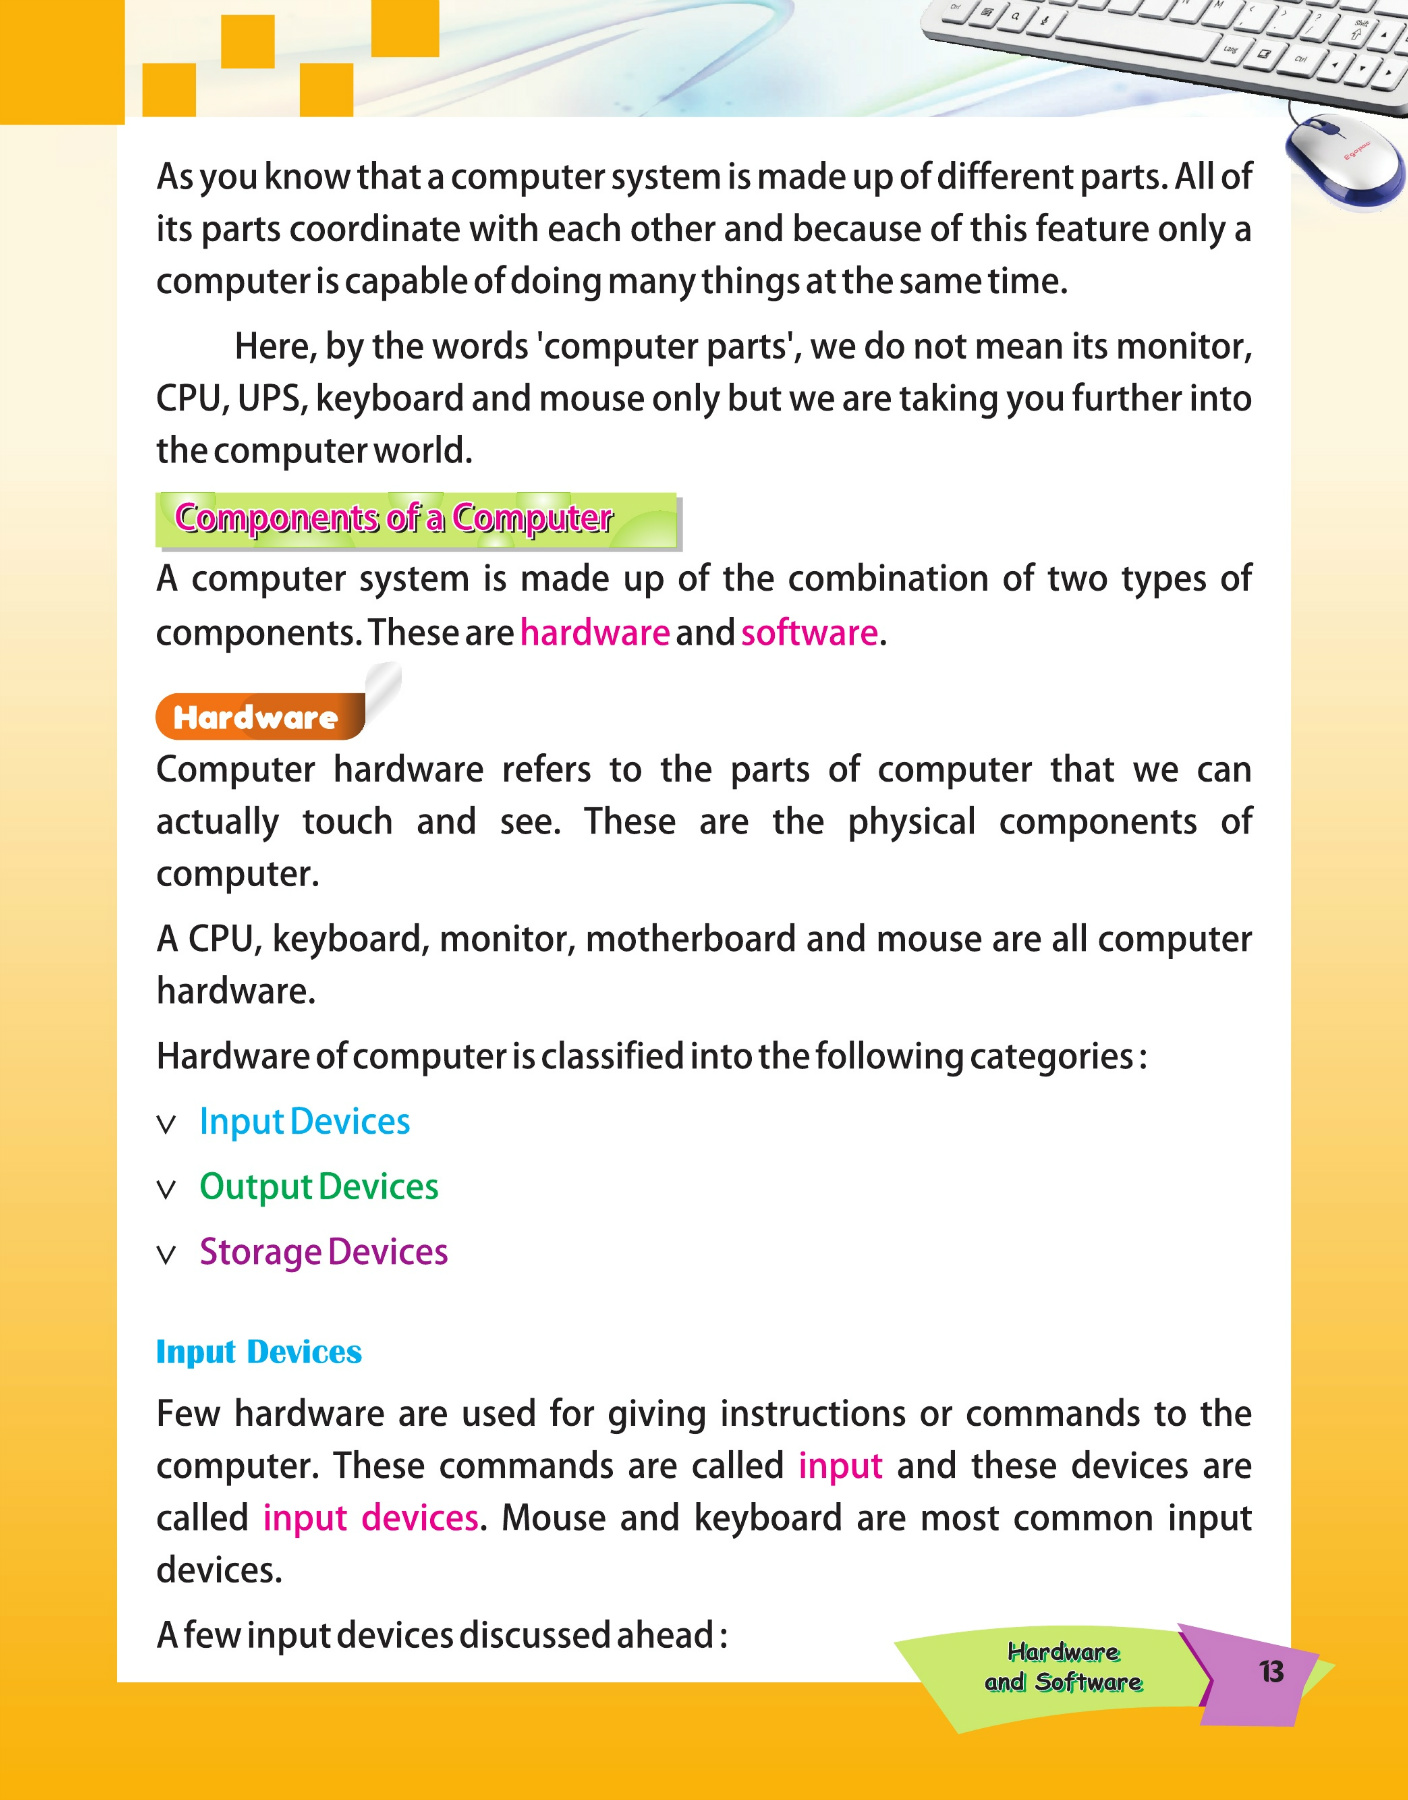 As you know that a computer system is made up of different parts. All of
its parts coordinate with each other and because of this feature only a
computer is capable of doing many things at the same time.
Here, by the words 'computer parts', we do not mean its monitor,
CPU, UPS, keyboard and mouse only but we are taking you further into
the computer world.
Components of a Computer
A computer system is made up of the combination of two types of
components. These are hardware and software.
Hardware
Computer hardware refers to the parts of computer that we can
actually touch and see. These are the physical components of
computer.
A CPU, keyboard, monitor, motherboard and mouse are all computer
hardware.
Hardware of computer is classified into the following categories :
∨ Input Devices
∨ Output Devices
∨ Storage Devices
Input Devices
Few hardware are used for giving instructions or commands to the
computer. These commands are called input and these devices are
called input devices. Mouse and keyboard are most common input
devices.
A few input devices discussed ahead :
Hardware
and Software
13